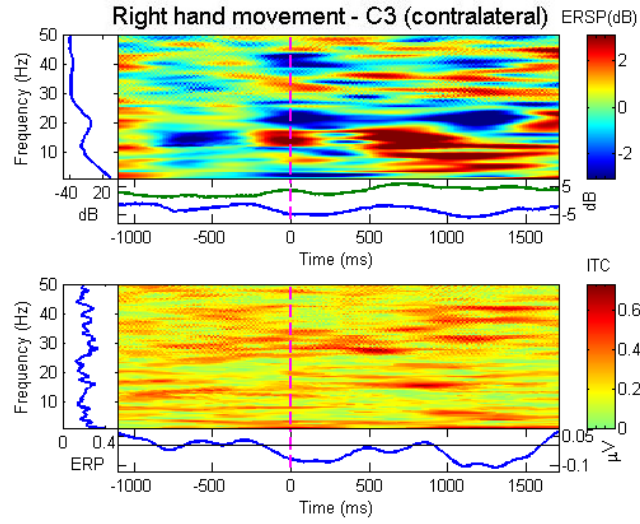 Right hand movement - C3 (contralateral)
ERSP(dB)
50
40
30
20
10
Frequency (Hz)
2
0
-2
-40 -20
dB
5
-5
dB
-1000 -500 0 500 1000 1500
Time (ms)
ITC
50
40
30
20
10
Frequency (Hz)
0.6
0.4
0.2
0
0 0.4
ERP
0.05
-0.1
μV
-1000 -500 0 500 1000 1500
Time (ms)